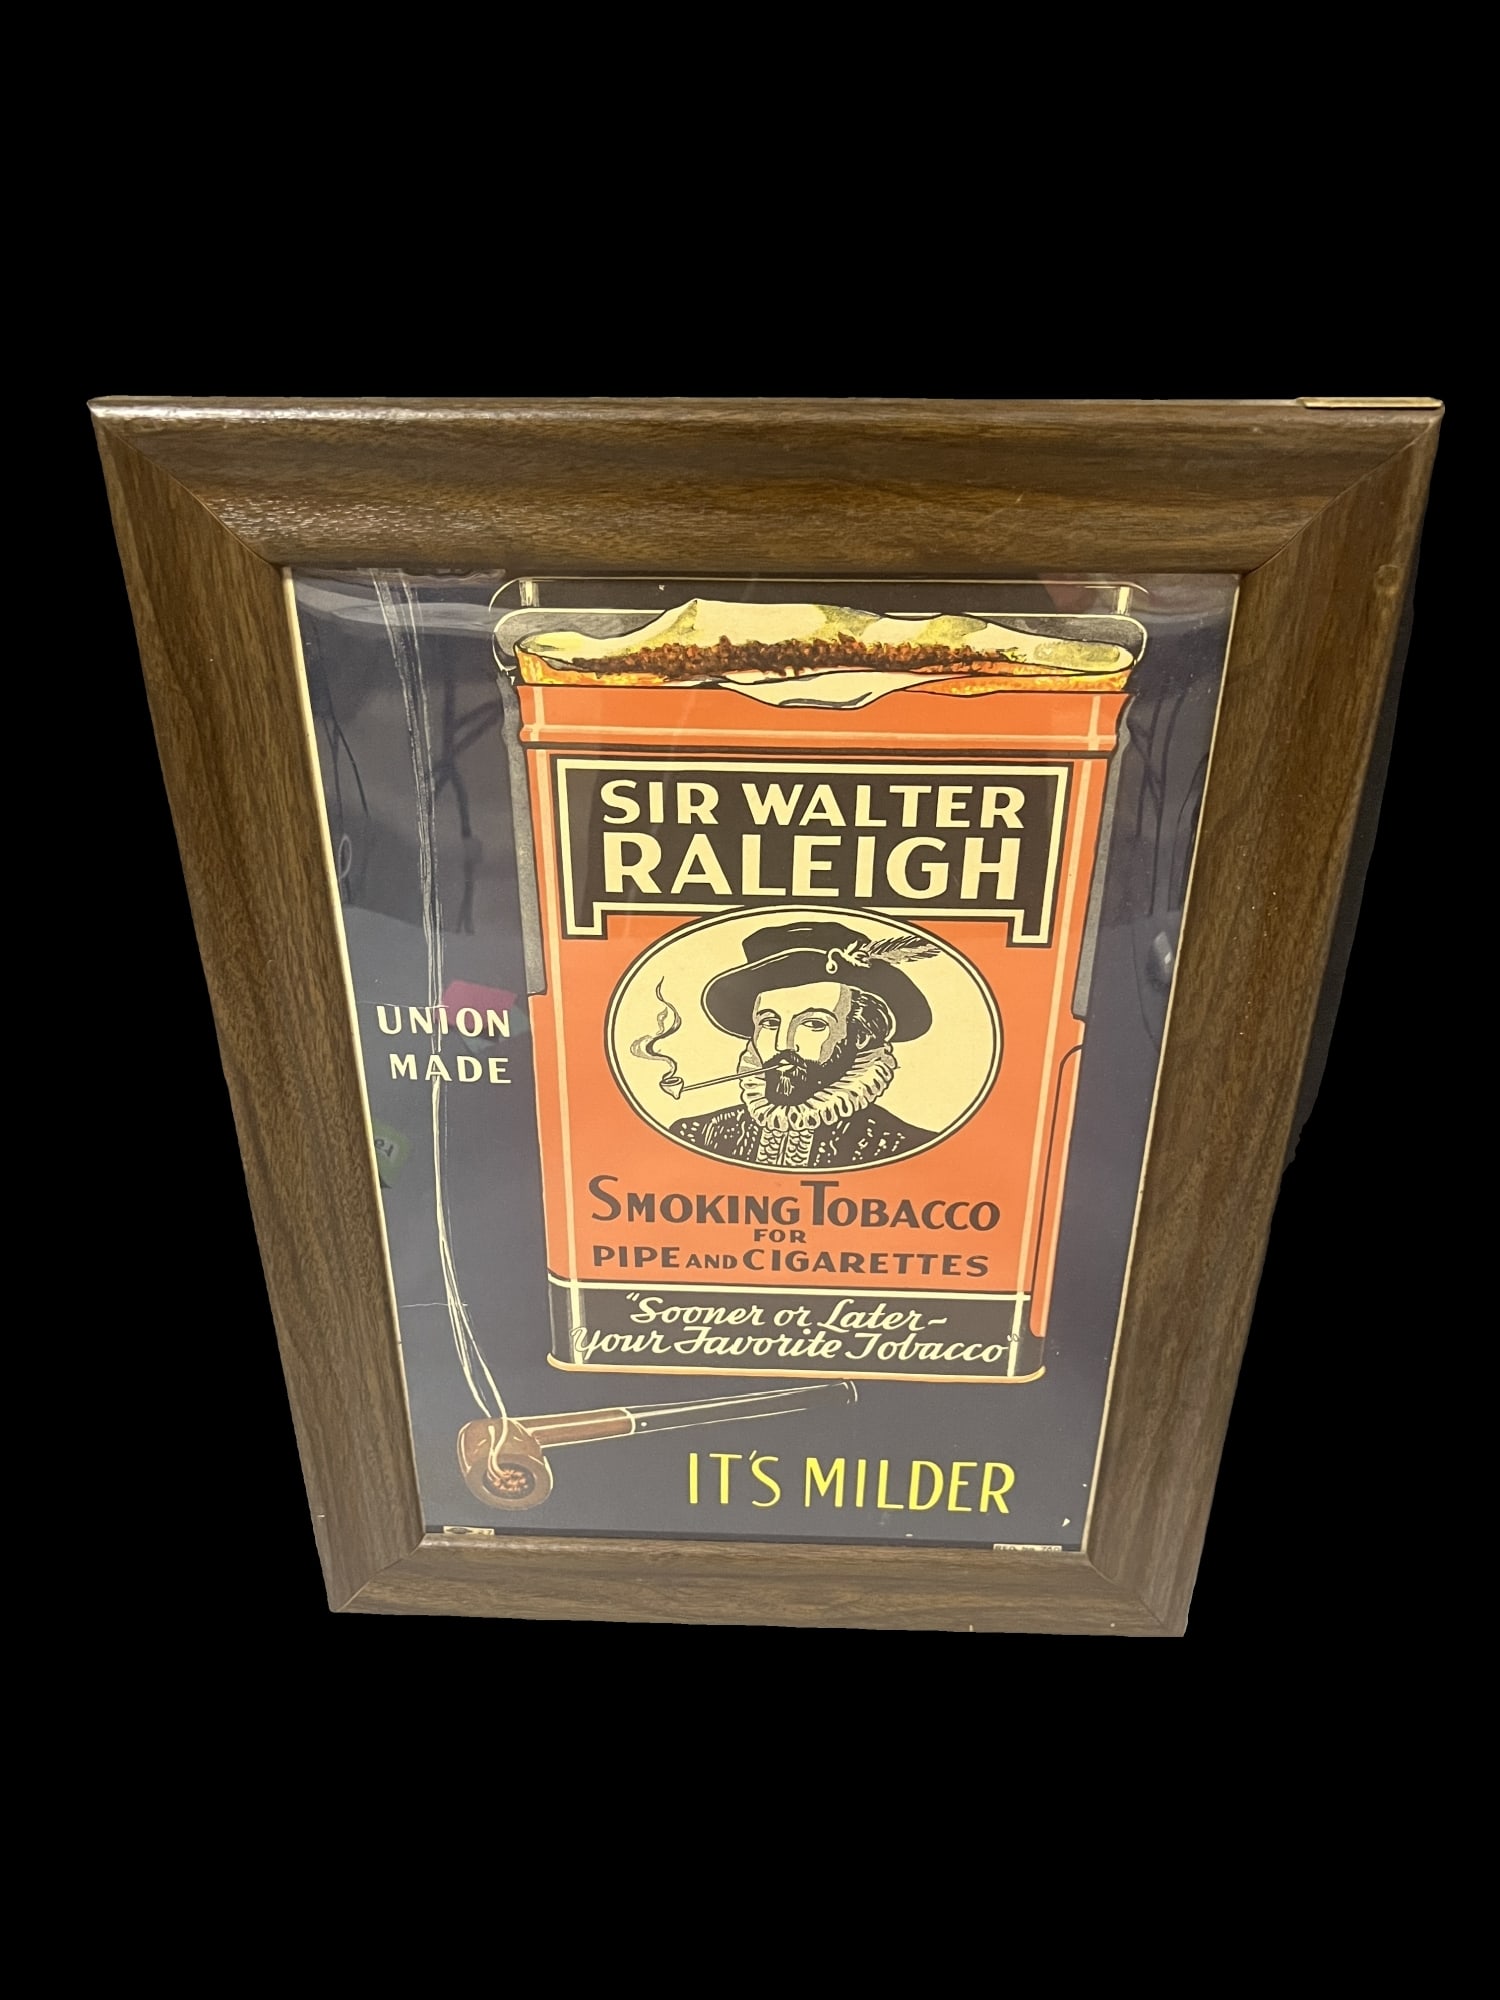 SIR WALTER
RALEIGH
UNION
MADE
SMOKING TOBACCO
FOR
PIPE AND CIGARETTES
"Sooner or Later~
Your Favorite Tobacco"
IT'S MILDER